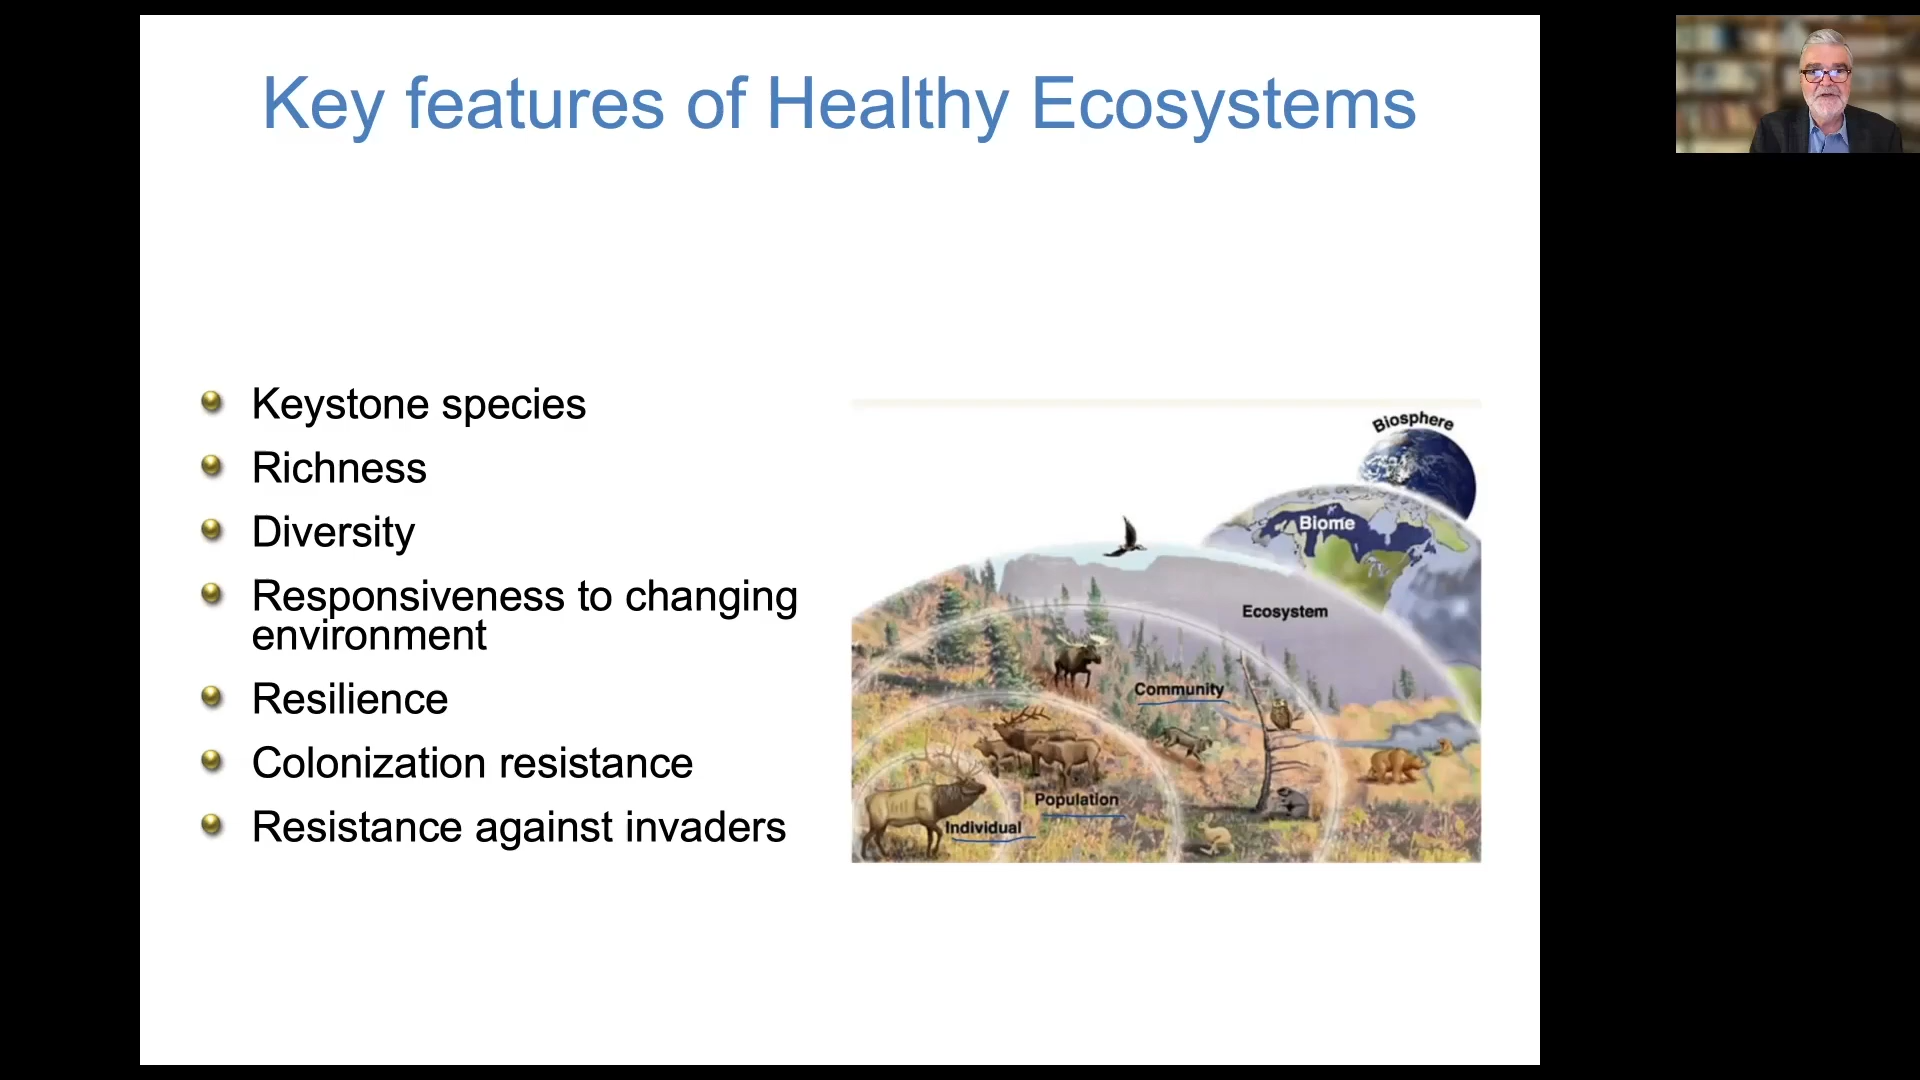 Key features of Healthy Ecosystems
Keystone species
Richness
Diversity
Responsiveness to changing
environment
Resilience
Colonization resistance
Resistance against invaders
Biosphere
Biome
Ecosystem
Community
Population
Individual